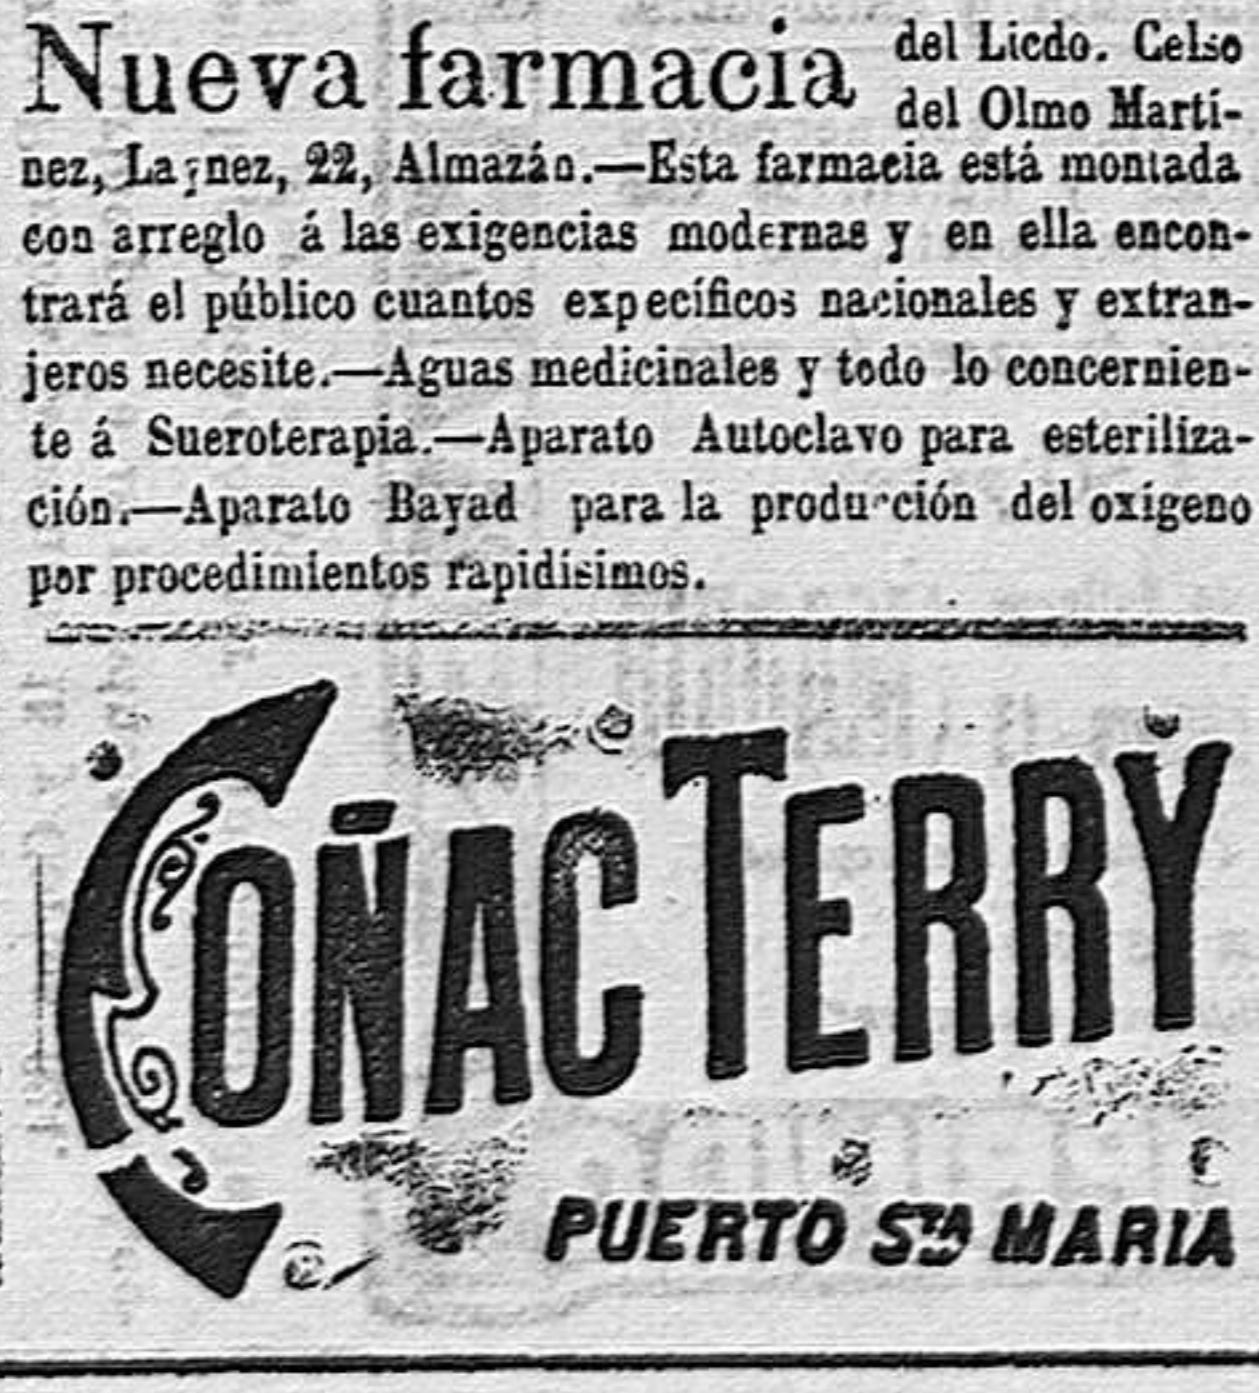 Nueva farmacia del Licdo. Celso
del Olmo Marti-
nez, Laynez, 22, Almazán.—Esta farmacia está montada
con arreglo á las exigencias modernas y en ella encon-
trará el público cuantos expecíficos nacionales y extran-
jeros necesite.—Aguas medicinales y todo lo concernien-
te á Sueroterapia.—Aparato Autoclavo para esteriliza-
ción.—Aparato Bayad para la producción del oxígeno
por procedimientos rapidísimos.
COÑAC TERRY
PUERTO STA MARIA